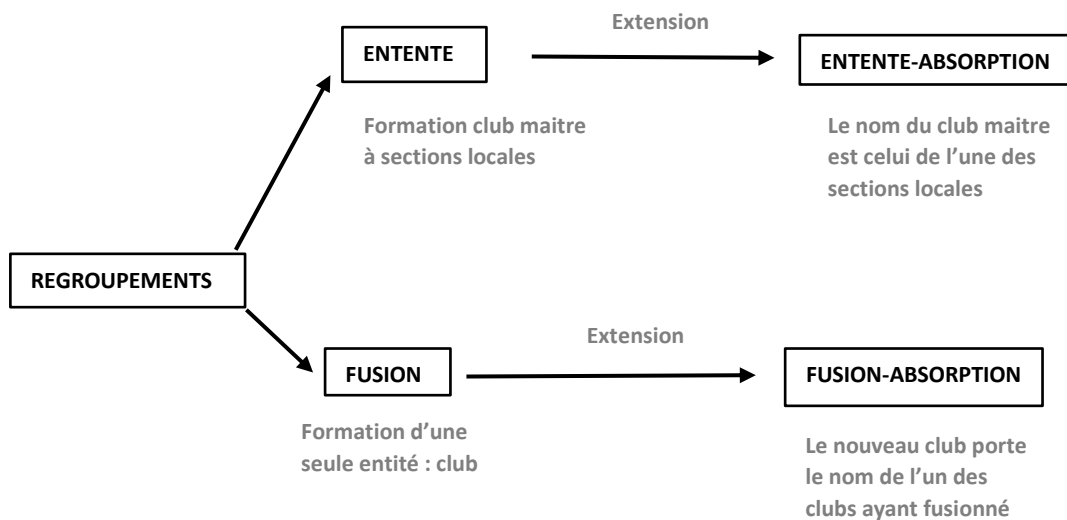 Extension
ENTENTE
ENTENTE-ABSORPTION
Formation club maitre
à sections locales
Le nom du club maitre
est celui de l’une des
sections locales
REGROUPEMENTS
Extension
FUSION
FUSION-ABSORPTION
Formation d’une
seule entité : club
Le nouveau club porte
le nom de l’un des
clubs ayant fusionné